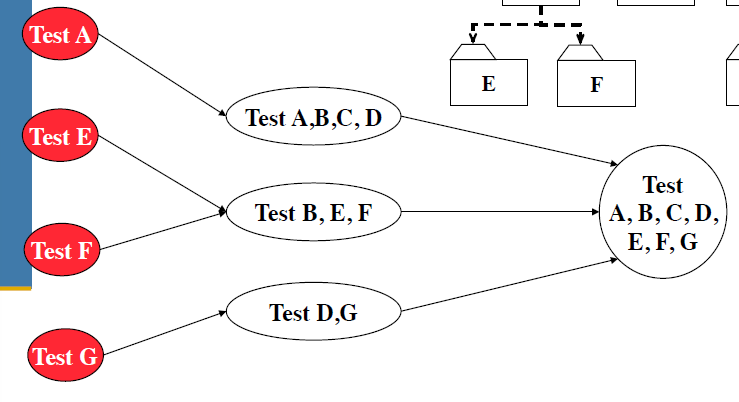 Test A
E
F
Test A,B,C, D
Test E
Test B, E, F
Test
A, B, C, D,
E, F, G
Test F
Test D,G
Test G